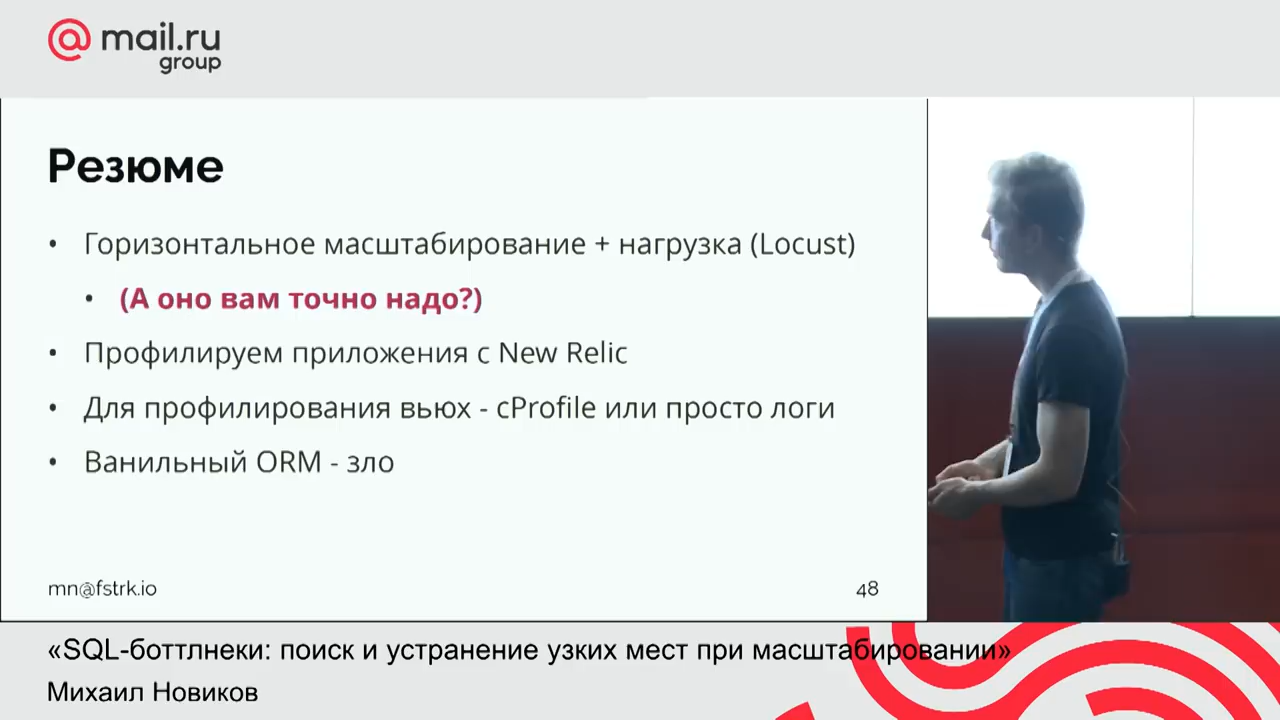 @ mail.ru
group
Резюме
• Горизонтальное масштабирование + нагрузка (Locust)
• (А оно вам точно надо?)
• Профилируем приложения с New Relic
• Для профилирования вьюх - cProfile или просто логи
• Ванильный ORM - зло
mn@fstrk.io
48
«SQL-боттлнеки: поиск и устранение узких мест при масштабировании»
Михаил Новиков